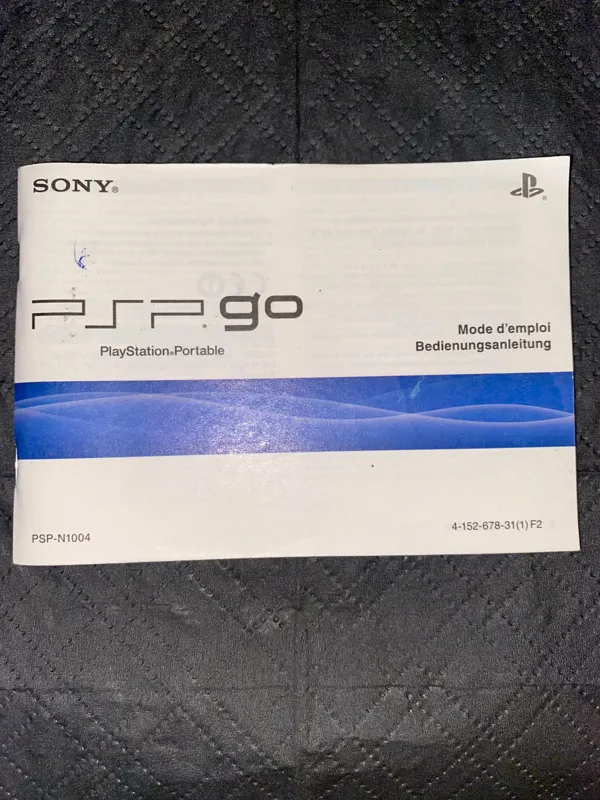 SONY®
PSP go
PlayStation®Portable
Mode d'emploi
Bedienungsanleitung
PSP-N1004
4-152-678-31(1) F2